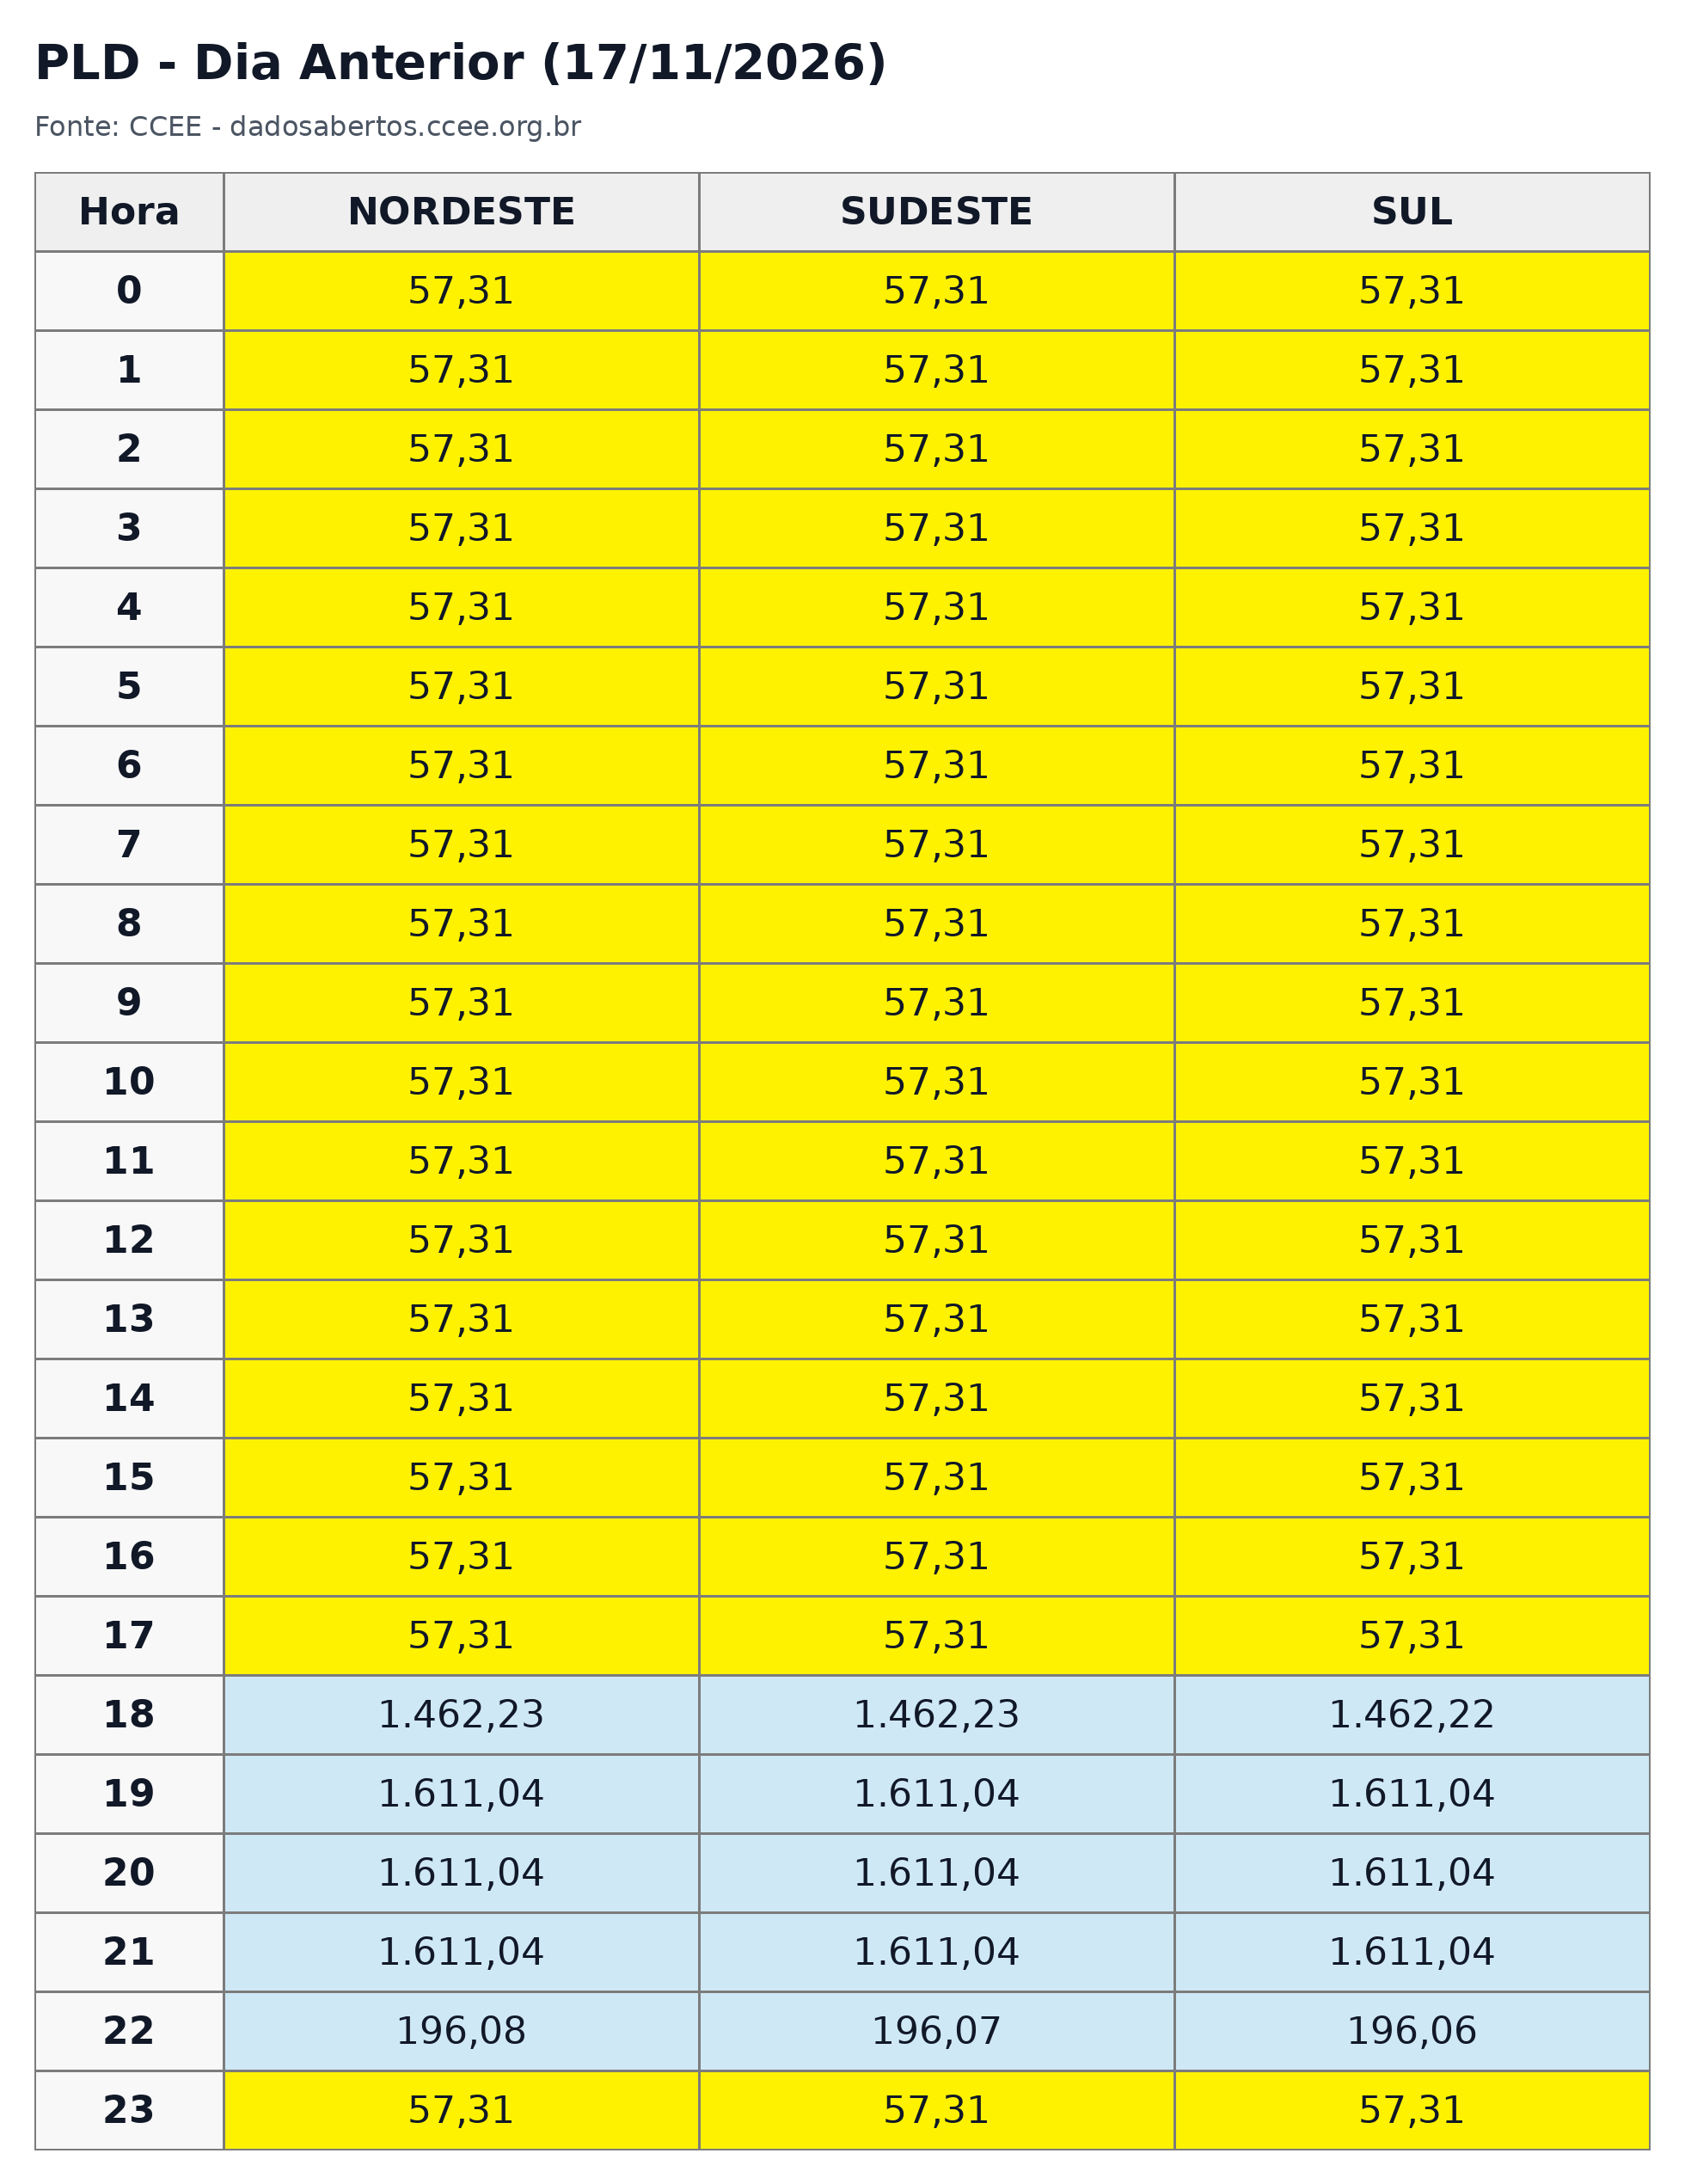 PLD - Dia Anterior (17/11/2026)
Fonte: CCEE - dadosabertos.ccee.org.br
Hora NORDESTE SUDESTE SUL
0 57,31 57,31 57,31
1 57,31 57,31 57,31
2 57,31 57,31 57,31
3 57,31 57,31 57,31
4 57,31 57,31 57,31
5 57,31 57,31 57,31
6 57,31 57,31 57,31
7 57,31 57,31 57,31
8 57,31 57,31 57,31
9 57,31 57,31 57,31
10 57,31 57,31 57,31
11 57,31 57,31 57,31
12 57,31 57,31 57,31
13 57,31 57,31 57,31
14 57,31 57,31 57,31
15 57,31 57,31 57,31
16 57,31 57,31 57,31
17 57,31 57,31 57,31
18 1.462,23 1.462,23 1.462,22
19 1.611,04 1.611,04 1.611,04
20 1.611,04 1.611,04 1.611,04
21 1.611,04 1.611,04 1.611,04
22 196,08 196,07 196,06
23 57,31 57,31 57,31